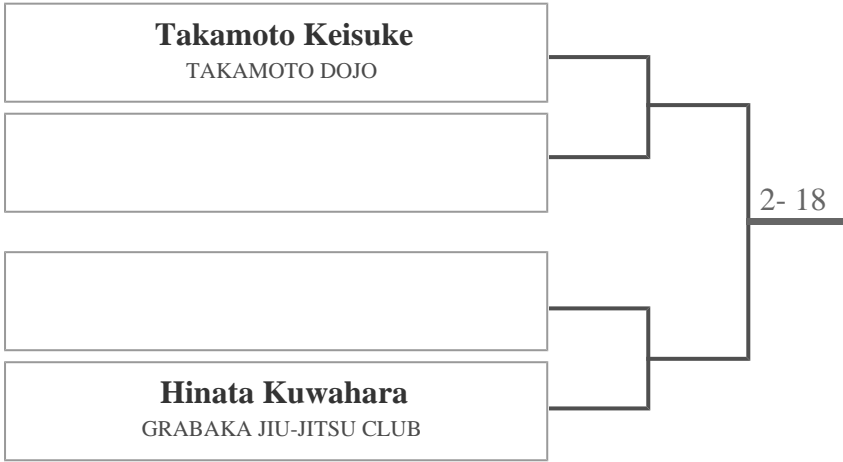 Takamoto Keisuke
TAKAMOTO DOJO
2- 18
Hinata Kuwahara
GRABAKA JIU-JITSU CLUB